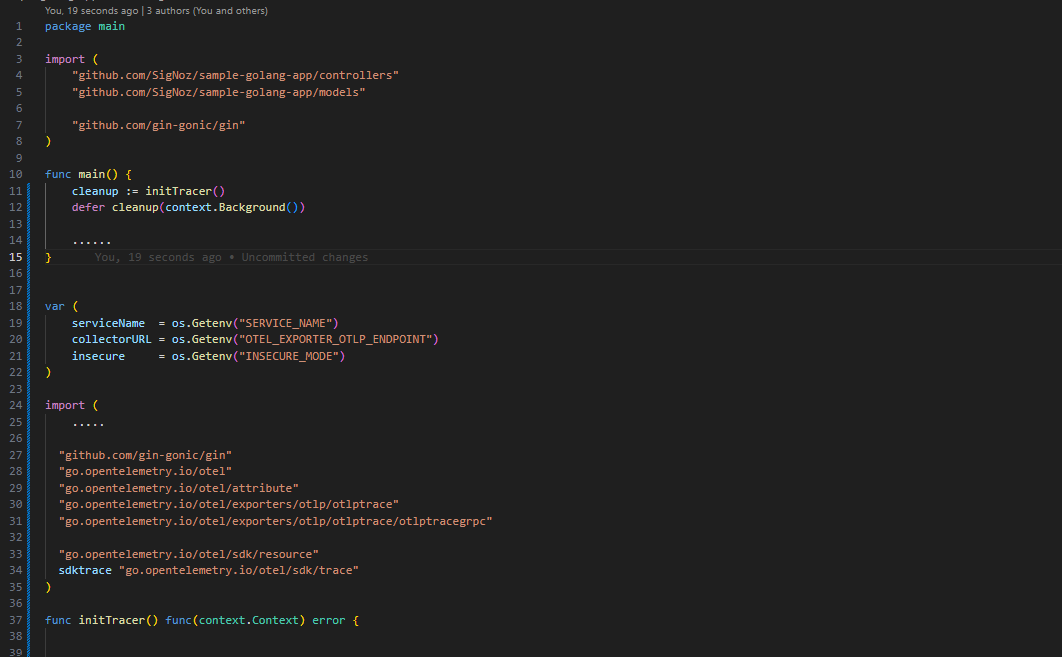 You, 19 seconds ago | 3 authors (You and others)
1 package main
2
3 import (
4 "github.com/SigNoz/sample-golang-app/controllers"
5 "github.com/SigNoz/sample-golang-app/models"
6
7 "github.com/gin-gonic/gin"
8 )
9
10 func main() {
11 cleanup := initTracer()
12 defer cleanup(context.Background())
13
14 ......
15 } You, 19 seconds ago • Uncommitted changes
16
17
18 var (
19 serviceName = os.Getenv("SERVICE_NAME")
20 collectorURL = os.Getenv("OTEL_EXPORTER_OTLP_ENDPOINT")
21 insecure = os.Getenv("INSECURE_MODE")
22 )
23
24 import (
25 .....
26
27 "github.com/gin-gonic/gin"
28 "go.opentelemetry.io/otel"
29 "go.opentelemetry.io/otel/attribute"
30 "go.opentelemetry.io/otel/exporters/otlp/otlptrace"
31 "go.opentelemetry.io/otel/exporters/otlp/otlptrace/otlptracegrpc"
32
33 "go.opentelemetry.io/otel/sdk/resource"
34 sdktrace "go.opentelemetry.io/otel/sdk/trace"
35 )
36
37 func initTracer() func(context.Context) error {
38
39